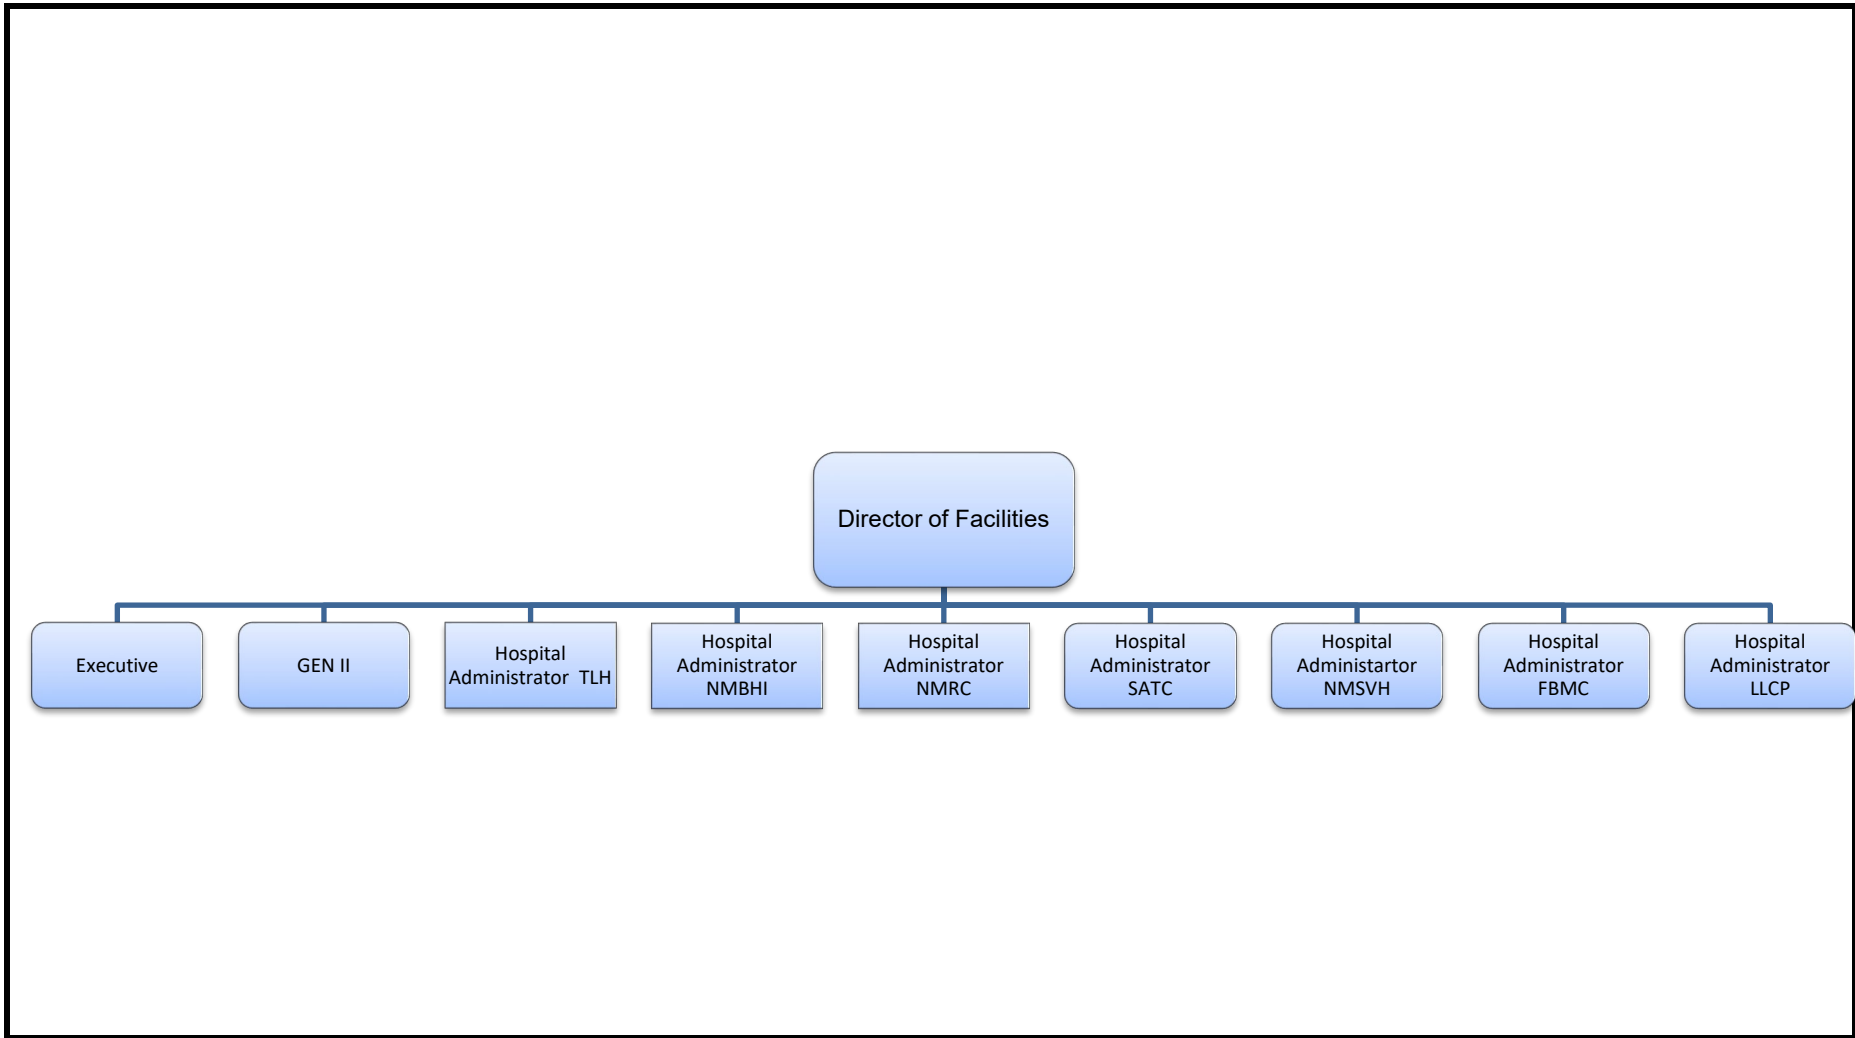 Director of Facilities
Executive
GEN II
Hospital
Administrator TLH
Hospital
Administrator
NMBHI
Hospital
Administrator
NMRC
Hospital
Administrator
SATC
Hospital
Administartor
NMSVH
Hospital
Administrator
FBMC
Hospital
Administrator
LLCP